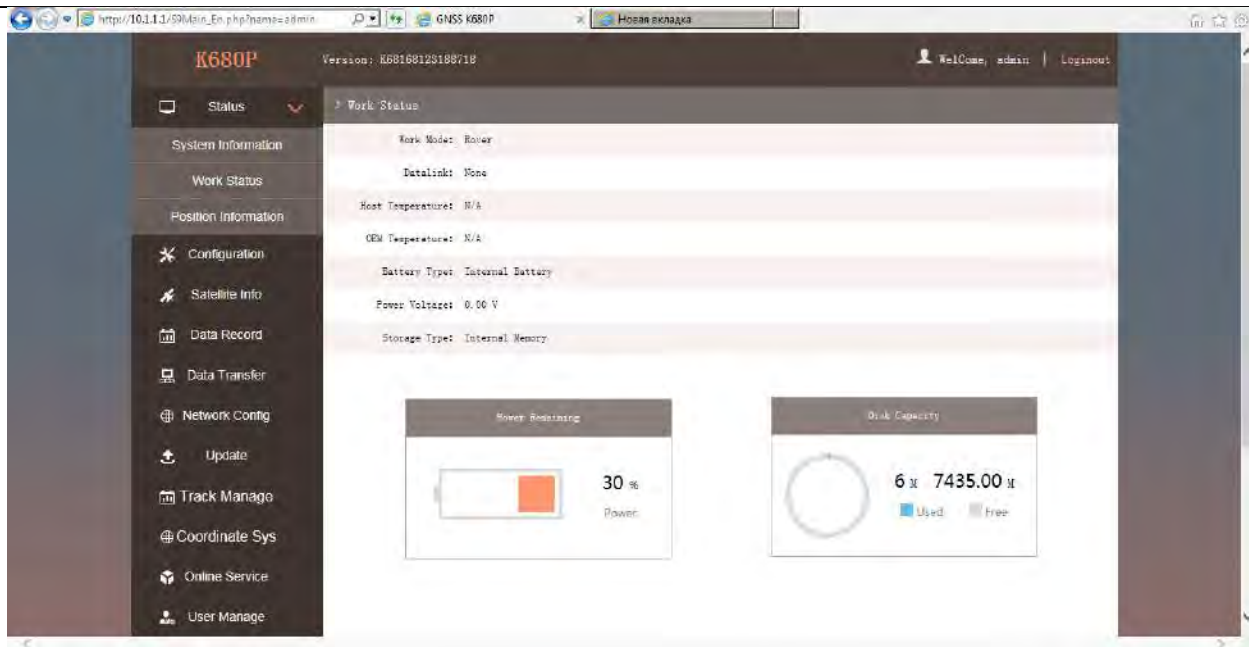 http://10.1.1.1/S9Main_En.php?name=admin GNSS K680P Новая вкладка
K680P Version: K68168123188718 WelCome, admin | Loginout
Status
> Work Status
System Information
Work Status
Position Information
Configuration
Satellite Info
Data Record
Data Transfer
Network Config
Update
Track Manage
Coordinate Sys
Online Service
User Manage
Work Mode: Rover
Datalink: None
Host Temperature: N/A
OEM Temperature: N/A
Battery Type: Internal Battery
Power Voltage: 0.00 V
Storage Type: Internal Memory
Power Remaining
30 %
Power
Disk Capacity
6 M 7435.00 M
Used Free